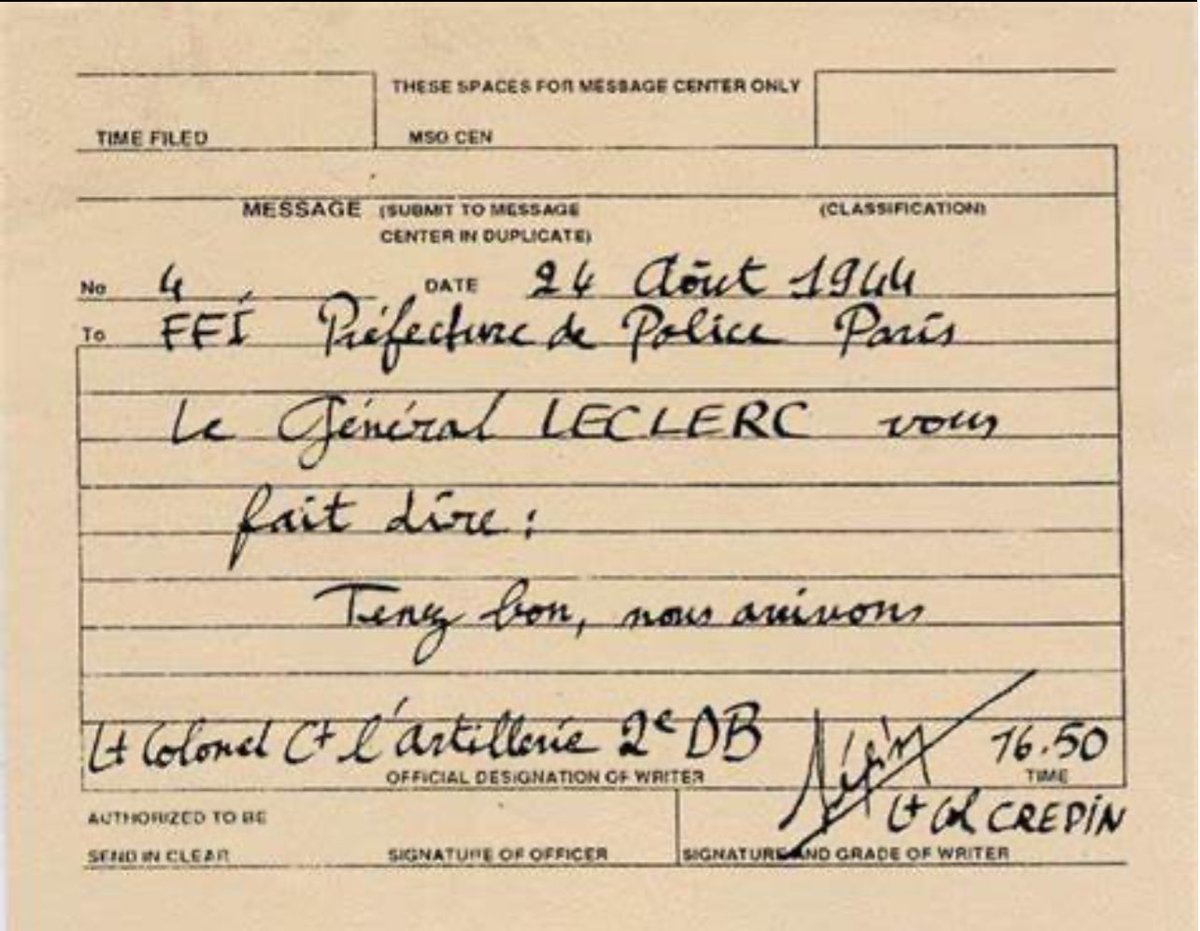 THESE SPACES FOR MESSAGE CENTER ONLY
TIME FILED MSG CEN
MESSAGE (SUBMIT TO MESSAGE (CLASSIFICATION)
CENTER IN DUPLICATE)
No 4 DATE 24 Août 1944
To FFI Préfecture de Police Paris
Le Général LECLERC vous
fait dire :
Tenez bon, nous arrivons
Lt Colonel Ct l'artillerie 2e DB 16.50
OFFICIAL DESIGNATION OF WRITER TIME
AUTHORIZED TO BE Lt Col CREPIN
SEND IN CLEAR SIGNATURE OF OFFICER SIGNATURE AND GRADE OF WRITER